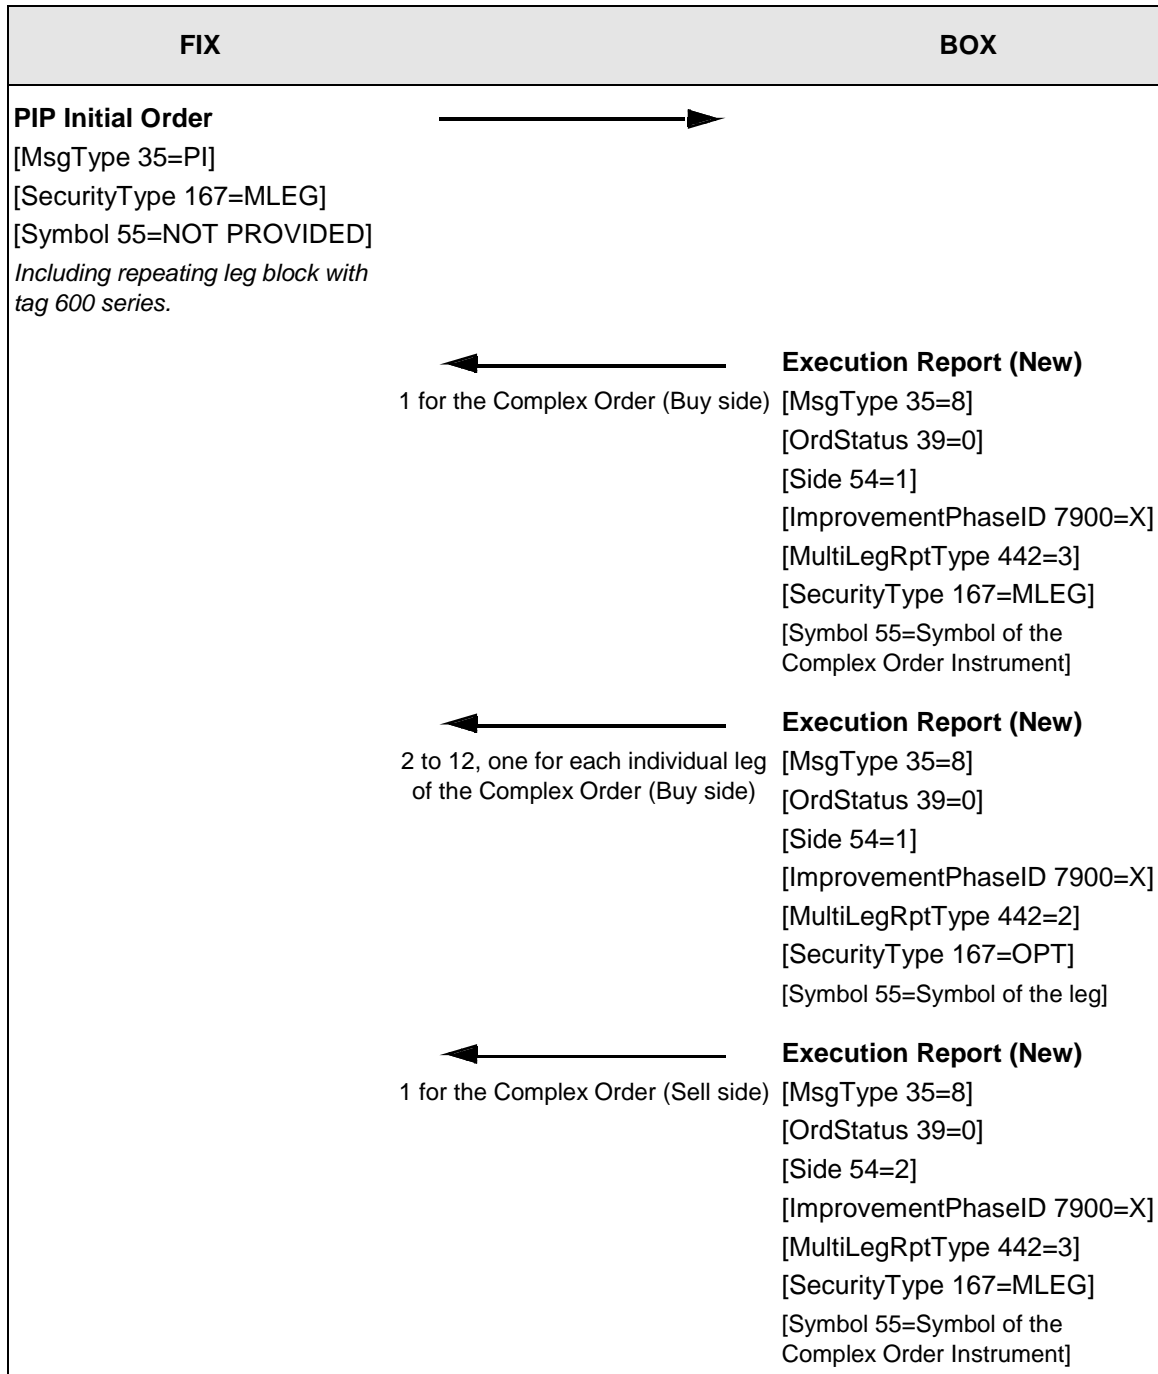 FIX
BOX
PIP Initial Order
[MsgType 35=PI]
[SecurityType 167=MLEG]
[Symbol 55=NOT PROVIDED]
Including repeating leg block with
tag 600 series.
Execution Report (New)
1 for the Complex Order (Buy side)
[MsgType 35=8]
[OrdStatus 39=0]
[Side 54=1]
[ImprovementPhaseID 7900=X]
[MultiLegRptType 442=3]
[SecurityType 167=MLEG]
[Symbol 55=Symbol of the
Complex Order Instrument]
Execution Report (New)
2 to 12, one for each individual leg
of the Complex Order (Buy side)
[MsgType 35=8]
[OrdStatus 39=0]
[Side 54=1]
[ImprovementPhaseID 7900=X]
[MultiLegRptType 442=2]
[SecurityType 167=OPT]
[Symbol 55=Symbol of the leg]
Execution Report (New)
1 for the Complex Order (Sell side)
[MsgType 35=8]
[OrdStatus 39=0]
[Side 54=2]
[ImprovementPhaseID 7900=X]
[MultiLegRptType 442=3]
[SecurityType 167=MLEG]
[Symbol 55=Symbol of the
Complex Order Instrument]